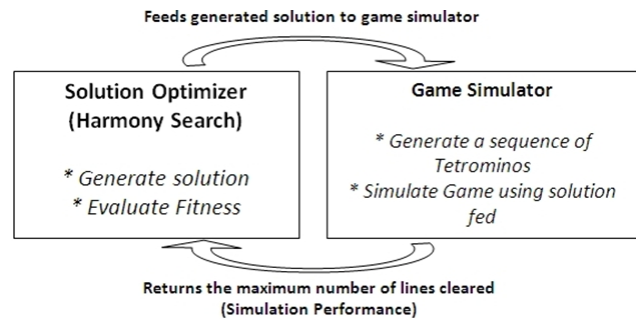 Feeds generated solution to game simulator
Solution Optimizer
(Harmony Search)
* Generate solution
* Evaluate Fitness
Game Simulator
* Generate a sequence of
Tetrominos
* Simulate Game using solution
fed
Returns the maximum number of lines cleared
(Simulation Performance)